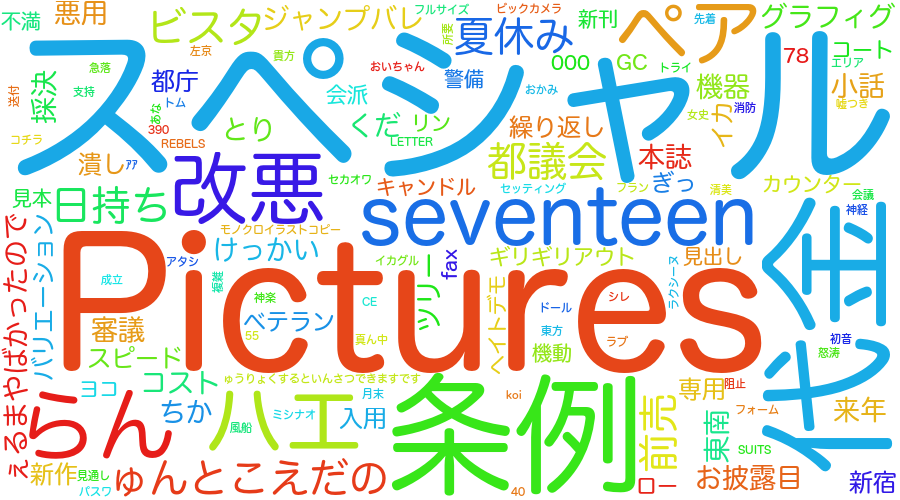 不満
悪用
ビスタ
ジャンプバレ
フルサイズ
ビックカメラ
新刊
ペア
先着
グラフィグ
スペシャル
左京
貴方
所要
夏休み
000
GC
トライ
78
コート
エリア
急落
おいちゃん
警備
機器
小話
送付
採決
支持
都庁
トム
あな
会派
おかみ
女史
消防
嘘つき
コチラ
390
REBELS
とり
くだ
リン
LETTER
繰り返し
イカ
潰し
アア
改悪
都議会
本誌
ぎっ
見本
日持ち
セカオワ
キャンドル
セッティング
フラン
清美
カウンター
会議
神経
seventeen
モノクロイラストコピー
けっかい
えるまやばかったので
バリエーション
アタシ
イカグル
ギリギリアウト
見出し
代金
Pictures
成立
複雑
神楽
ツリー
fax
ヘイトデモ
ドール
シレ
ラクシーヌ
CE
審議
ベテラン
55
真ん中
東方
機動
ラブ
初音
怒涛
スピード
ヨコ
コスト
ゅうりょくするといんさつできますです
専用
阻止
らん
ちか
ハエ
月末
ミシナオ
入用
風船
条例
koi
前売
東南
フォーム
来年
SUITS
新作
見通し
パスワ
ゅんとこえだの
40
ロー
お披露目
新宿